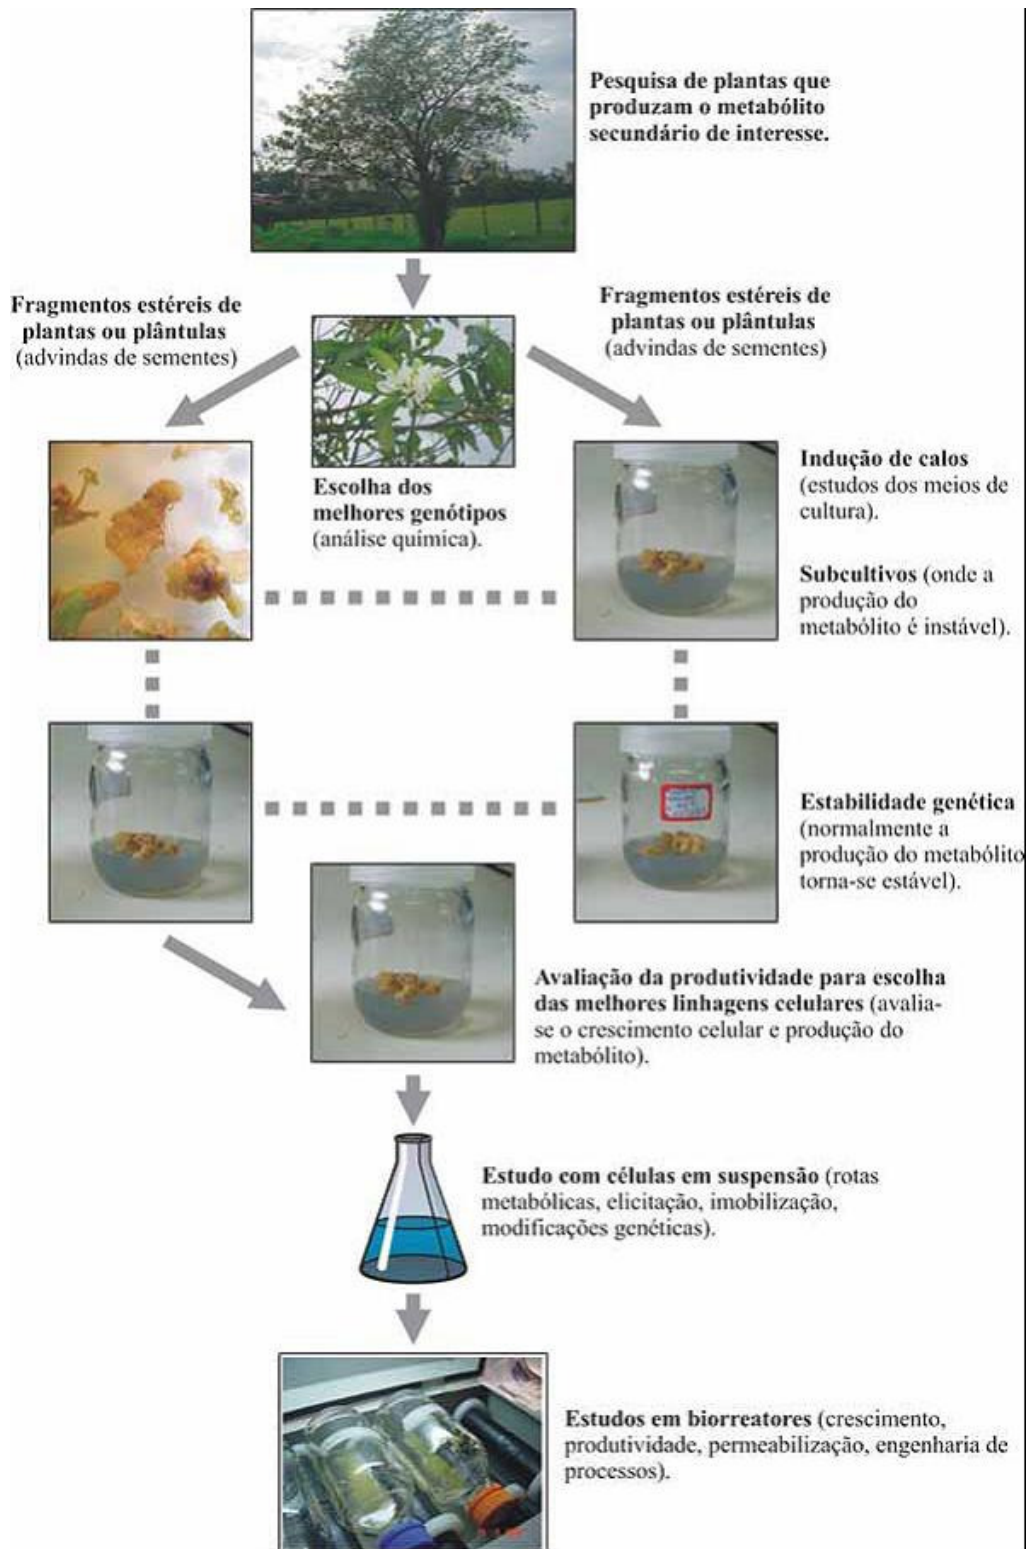 Pesquisa de plantas que
produzam o metabólito
secundário de interesse.
Fragmentos estéreis de
plantas ou plântulas
(advindas de sementes)
Fragmentos estéreis de
plantas ou plântulas
(advindas de sementes)
Escolha dos
melhores genótipos
(análise química).
Indução de calos
(estudos dos meios de
cultura).
Subcultivos (onde a
produção do
metabólito é instável).
Estabilidade genética
(normalmente a
produção do metabólito
torna-se estável).
Avaliação da produtividade para escolha
das melhores linhagens celulares (avalia-
se o crescimento celular e produção do
metabólito).
Estudo com células em suspensão (rotas
metabólicas, elicitação, imobilização,
modificações genéticas).
Estudos em biorreatores (crescimento,
produtividade, permeabilização, engenharia de
processos).